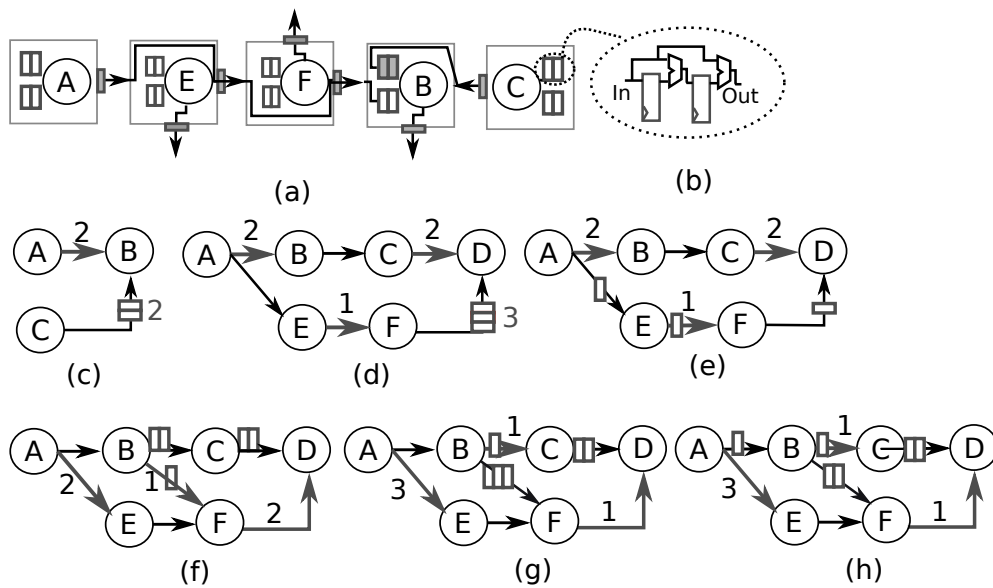 A E F B C
In Out
(a) (b)
A 2 B
C 2
(c)
A 2 B C 2 D
E 1 F 3
(d)
A 2 B C 2 D
E 1 F
(e)
A B C D
2 1
E F 2
(f)
A B 1 C D
3
E F 1
(g)
A B 1 C D
3
E F 1
(h)